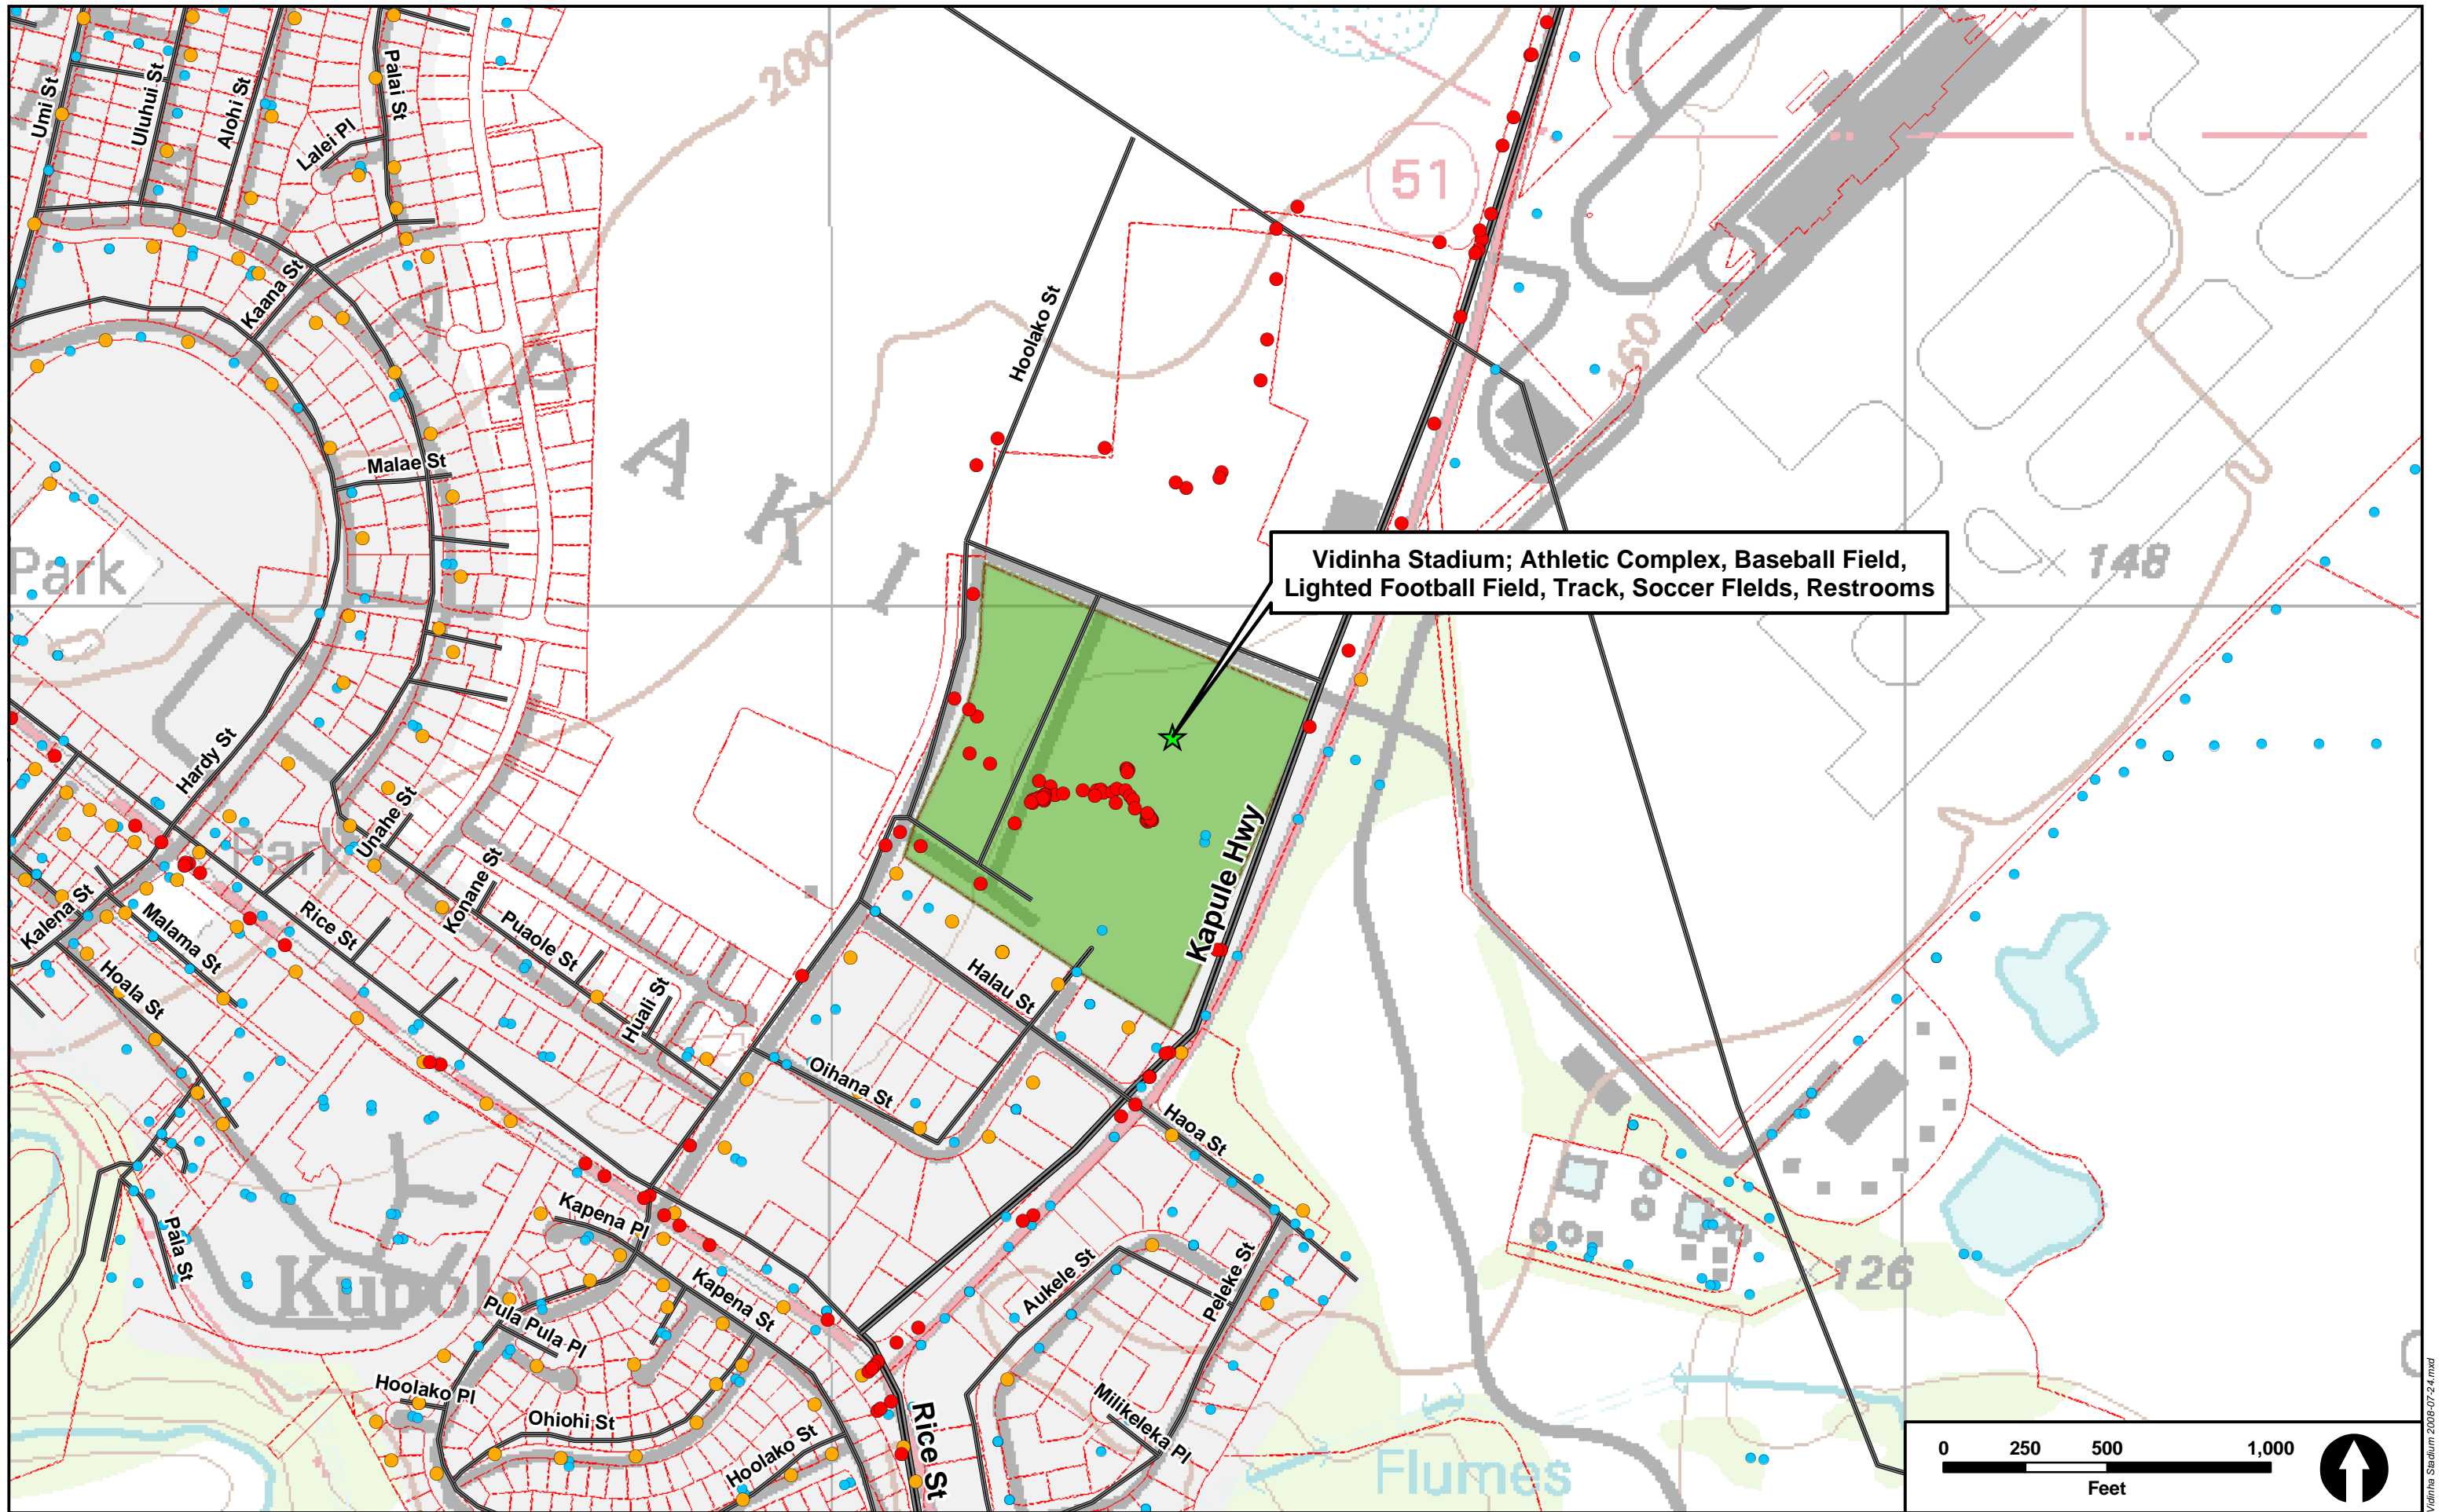 200
Umi St
Uluhui St
Alohi St
Palai St
Lalei Pl
51
Kaana St
Hoolako St
160
A
P
A
K
I
Malae St
Park
148
Vidinha Stadium; Athletic Complex, Baseball Field,
Lighted Football Field, Track, Soccer FIelds, Restrooms
Hardy St
Unahe St
Park
Kapule Hwy
Konane St
Kalena St
Malama St
Rice St
Puaole St
Hoala St
Huali St
Halau St
Oihana St
Haoa St
Pala St
Kapena Pl
Kapena St
Aukele St
Peleke St
126
Pula Pula Pl
Hoolako Pl
Ohiohi St
Hoolako St
Rice St
Milikeleka Pl
Flumes
0 250 500 1,000
Feet
Vidinha Stadium 2008-07-24.mxd